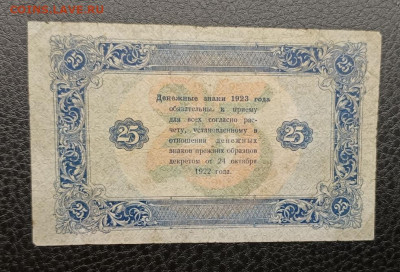 coins.lave.ru
25
25
Денежные знаки 1923 года
обязательны к приему
для всех согласно рас-
чету, установленному в
отношении денежных
знаков прежних образцов
декретом от 24 октября
1922 года.
25
25
25
25